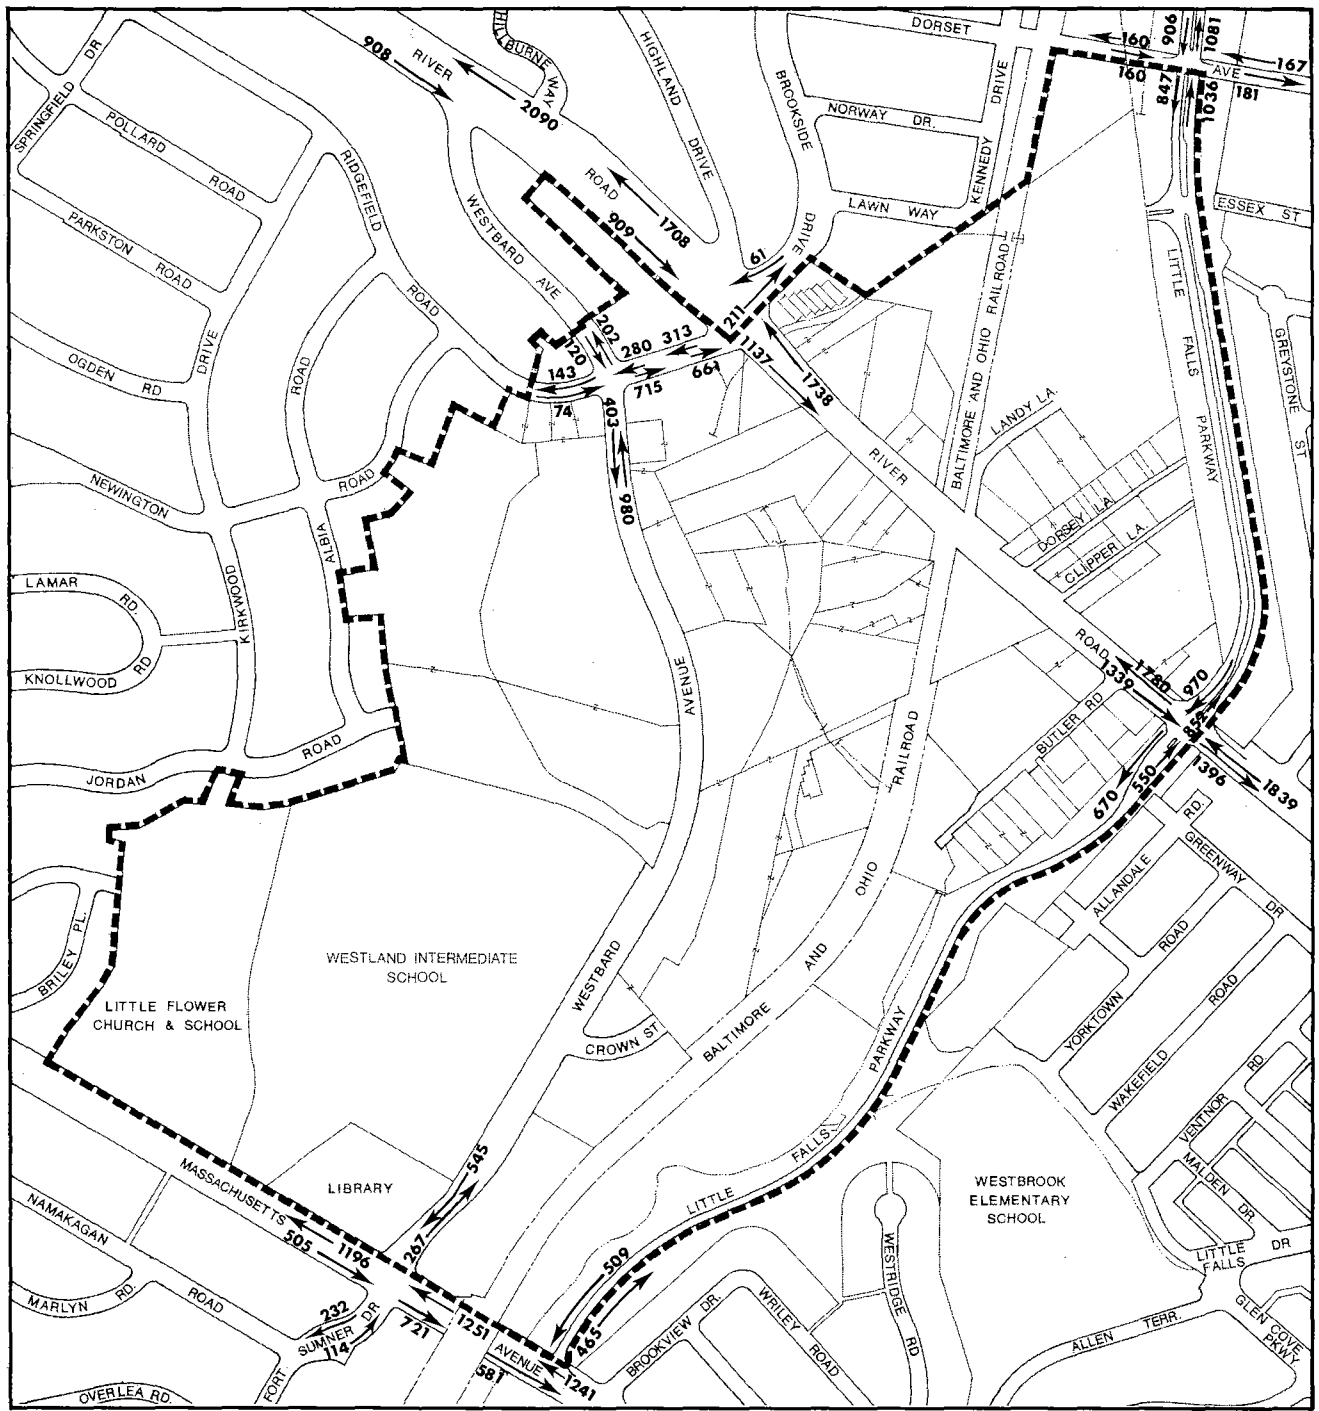 DORSET
160
160
906
1081
AVE
167
181
847
1036
908
RIVER
2090
HILLBURNE WAY
HIGHLAND DRIVE
BROOKSIDE DRIVE
NORWAY DR.
KENNEDY DRIVE
LAWN WAY
ESSEX ST
SPRINGFIELD DR
POLLARD ROAD
PARKSTON ROAD
RIDGEFIELD ROAD
WESTBARD AVE
ROAD
909
1708
61
211
LITTLE FALLS PARKWAY
GREYSTONE ST
BALTIMORE AND OHIO RAILROAD
OGDEN RD
DRIVE
ROAD
202
120
280
313
143
74
715
661
1137
1738
403
980
RIVER
LANDY LA.
DORSEY LA.
CLIPPER LA.
NEWINGTON
ROAD
ALBIA
KIRKWOOD
LAMAR RD.
KNOLLWOOD RD
JORDAN ROAD
AVENUE
RAILROAD
ROAD
1339
1780
970
852
BUTLER RD
670
550
1396
1839
RD.
ALLANDALE
GREENWAY DR
OHIO
AND
BALTIMORE
BRILEY PL.
WESTLAND INTERMEDIATE
SCHOOL
LITTLE FLOWER
CHURCH & SCHOOL
WESTBARD
CROWN ST
PARKWAY
FALLS
LITTLE
YORKTOWN ROAD
WAKEFIELD ROAD
VENTNOR RD.
MALDEN DR.
WESTBROOK
ELEMENTARY
SCHOOL
LITTLE FALLS DR
GLEN COVE PKWY.
ALLEN TERR.
WESTRIDGE RD
LIBRARY
545
267
MASSACHUSETTS
505
1196
NAMAKAGAN ROAD
MARLYN RD.
232
SUMNER
114
DR
FORT
OVERLEA RD.
721
1251
AVENUE
581
1241
509
465
BROOKVIEW DR.
WRILEY ROAD